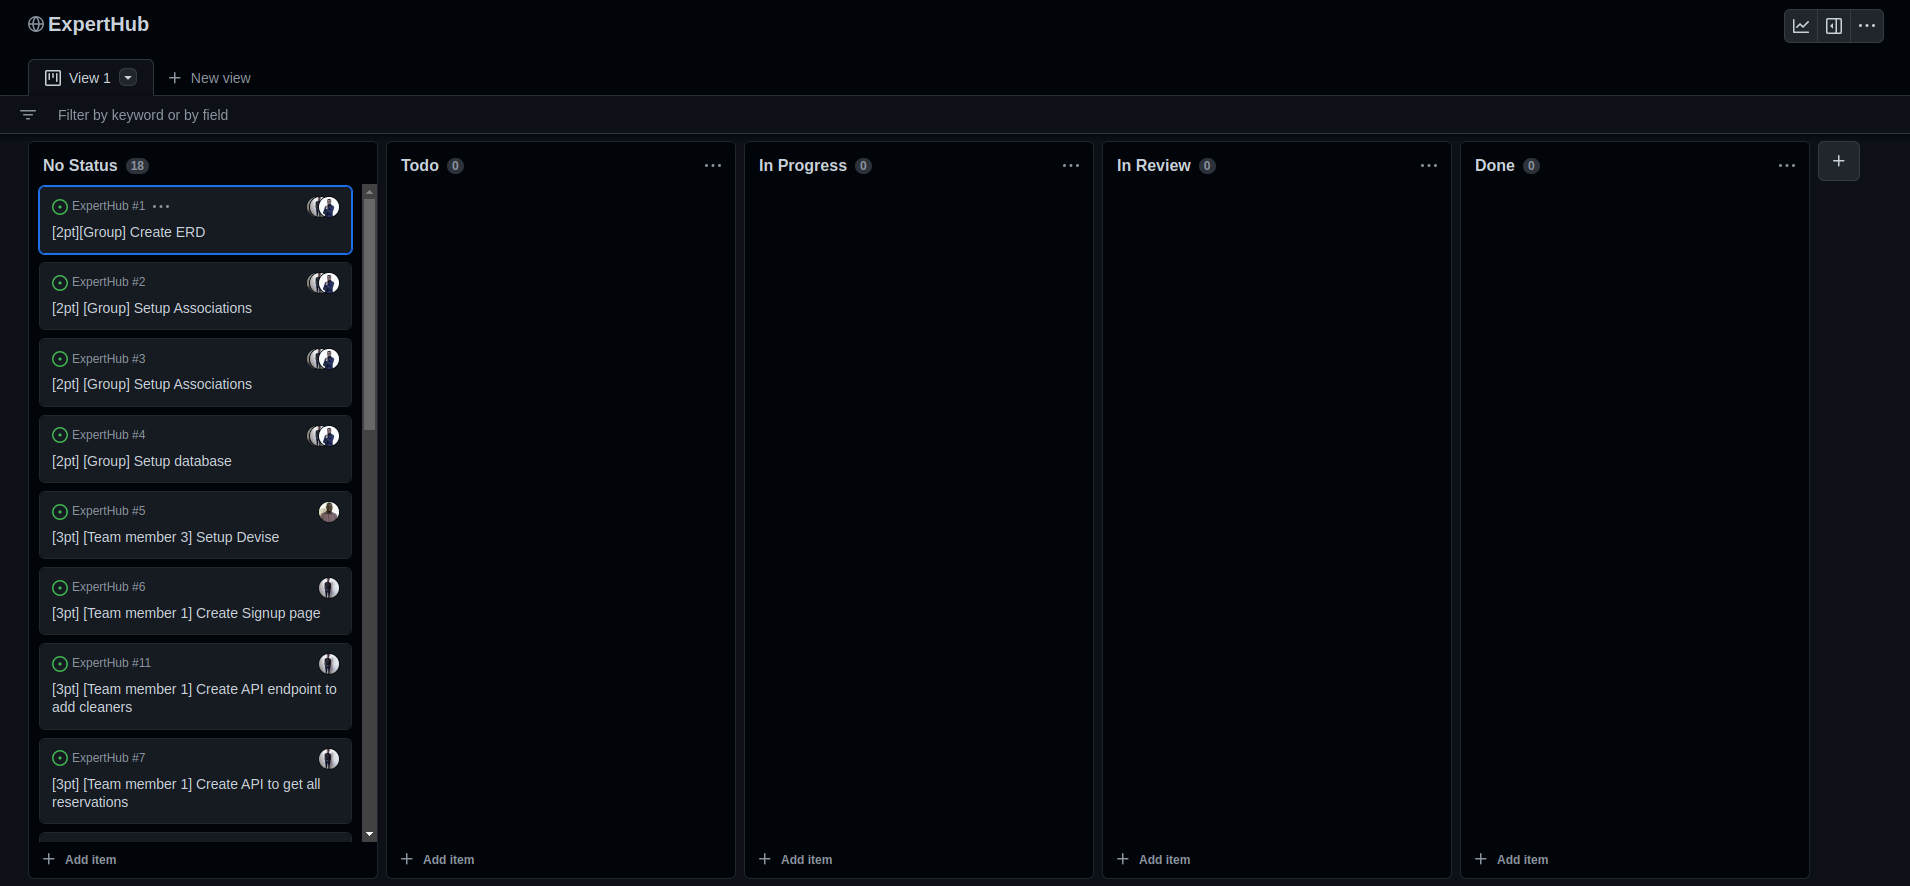 ExpertHub
View 1
New view
Filter by keyword or by field
No Status 18
ExpertHub #1
[2pt][Group] Create ERD
ExpertHub #2
[2pt] [Group] Setup Associations
ExpertHub #3
[2pt] [Group] Setup Associations
ExpertHub #4
[2pt] [Group] Setup database
ExpertHub #5
[3pt] [Team member 3] Setup Devise
ExpertHub #6
[3pt] [Team member 1] Create Signup page
ExpertHub #11
[3pt] [Team member 1] Create API endpoint to
add cleaners
ExpertHub #7
[3pt] [Team member 1] Create API to get all
reservations
Add item
Todo 0
Add item
In Progress 0
Add item
In Review 0
Add item
Done 0
Add item